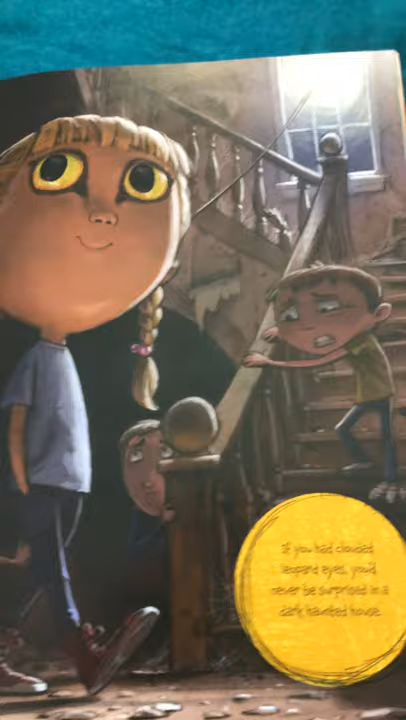 If you had clouded
leopard eyes, you'd
never be surprised in a
dark haunted house.